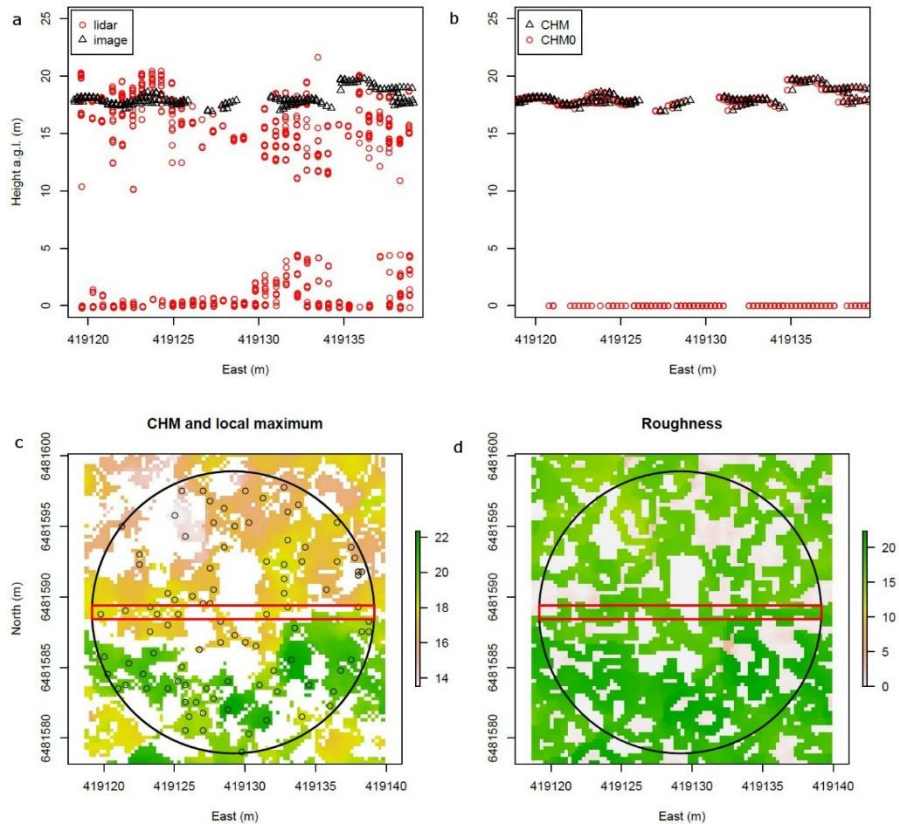 a
lidar
image
25
20
15
10
5
0
Height a.g.l. (m)
419120 419125 419130 419135
East (m)
b
CHM
CHM0
25
20
15
10
5
0
419120 419125 419130 419135
East (m)
c
CHM and local maximum
6481600
6481595
6481590
6481585
6481580
North (m)
419120 419125 419130 419135 419140
East (m)
22
20
18
16
14
d
Roughness
6481600
6481595
6481590
6481585
6481580
419120 419125 419130 419135 419140
East (m)
20
15
10
5
0